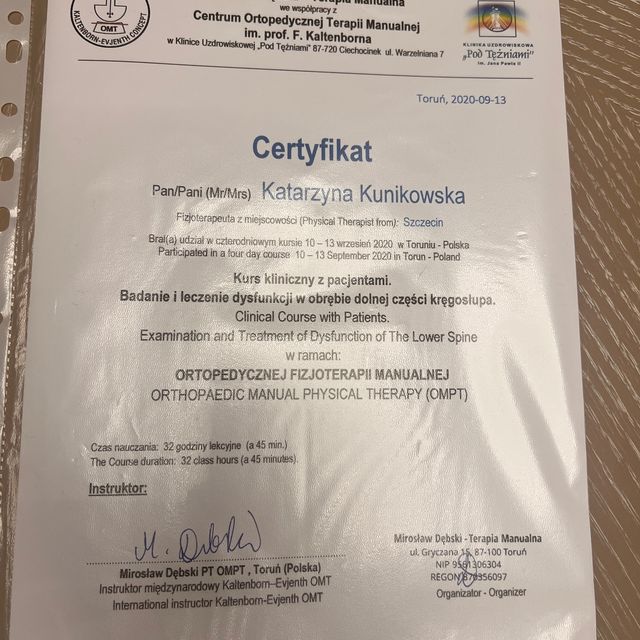 OMT
KALTENBORN-EVJENTH CONCEPT
Terapia Manualna
we współpracy z
Centrum Ortopedycznej Terapii Manualnej
im. prof. F. Kaltenborna
w Klinice Uzdrowiskowej „Pod Tężniami" 87-720 Ciechocinek ul. Warzelniana 7
KLINIKA UZDROWISKOWA
„Pod Tężniami"
im. Jana Pawła II
Toruń, 2020-09-13
Certyfikat
Pan/Pani (Mr/Mrs) Katarzyna Kunikowska
Fizjoterapeuta z miejscowości (Physical Therapist from): Szczecin
Brał(a) udział w czterodniowym kursie 10 – 13 wrzesień 2020 w Toruniu - Polska
Participated in a four day course 10 – 13 September 2020 in Torun - Poland
Kurs kliniczny z pacjentami.
Badanie i leczenie dysfunkcji w obrębie dolnej części kręgosłupa.
Clinical Course with Patients.
Examination and Treatment of Dysfunction of The Lower Spine
w ramach:
ORTOPEDYCZNEJ FIZJOTERAPII MANUALNEJ
ORTHOPAEDIC MANUAL PHYSICAL THERAPY (OMPT)
Czas nauczania: 32 godziny lekcyjne (a 45 min.)
The Course duration: 32 class hours (a 45 minutes).
Instruktor:
M. Dębski
Mirosław Dębski PT OMPT , Toruń (Polska)
Instruktor międzynarodowy Kaltenborn–Evjenth OMT
International instructor Kaltenborn-Evjenth OMT
Mirosław Dębski - Terapia Manualna
ul. Gryczana 15, 87-100 Toruń
NIP 9561306304
REGON 870356097
Organizator - Organizer